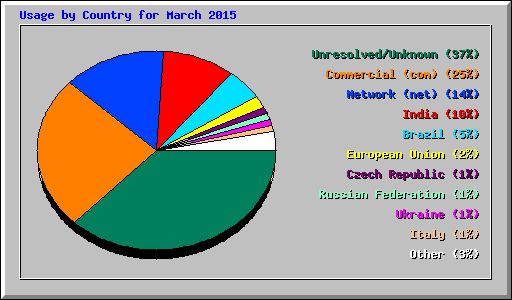 Usage by Country for March 2015
Unresolved/Unknown (37%)
Commercial (com) (25%)
Network (net) (14%)
India (10%)
Brazil (5%)
European Union (2%)
Czech Republic (1%)
Russian Federation (1%)
Ukraine (1%)
Italy (1%)
Other (3%)